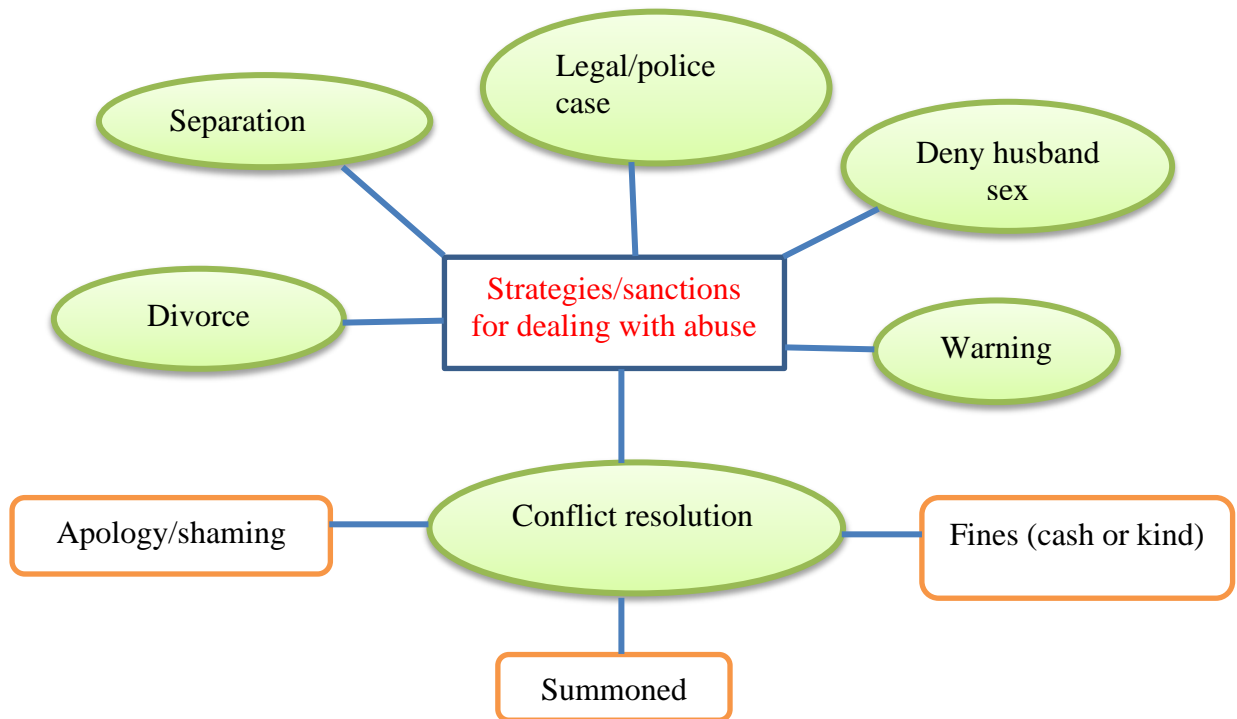 Legal/police
case
Separation
Deny husband
sex
Strategies/sanctions
for dealing with abuse
Divorce
Warning
Conflict resolution
Apology/shaming
Fines (cash or kind)
Summoned